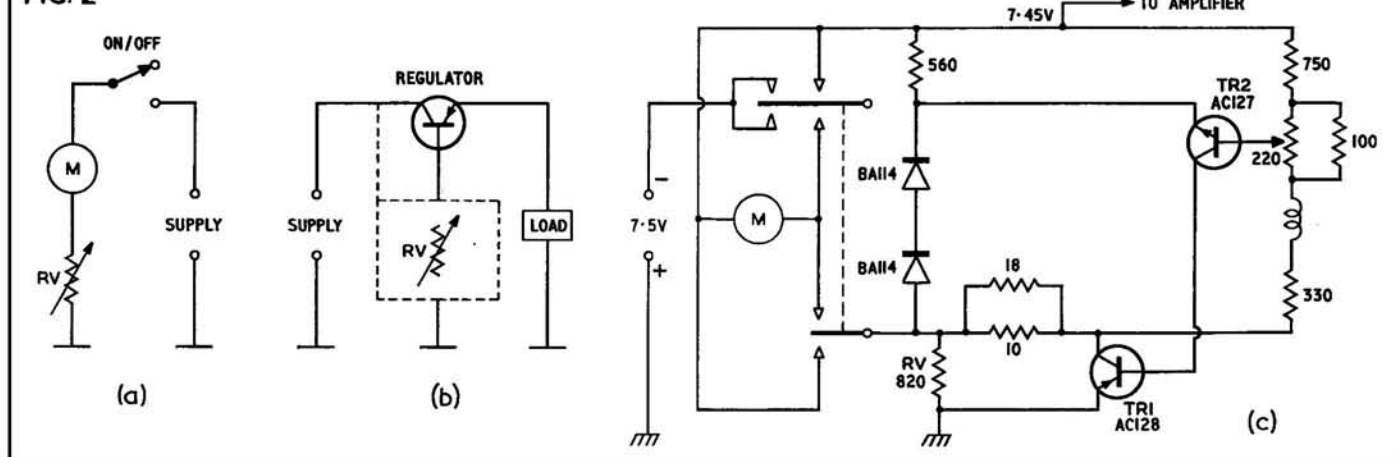 FIG. 2
ON/OFF
M
RV
SUPPLY
(a)
REGULATOR
SUPPLY
RV
LOAD
(b)
7·45V
TO AMPLIFIER
560
750
TR2
AC127
220
100
BA114
BA114
−
7·5V
+
M
18
10
330
RV
820
TR1
AC128
(c)